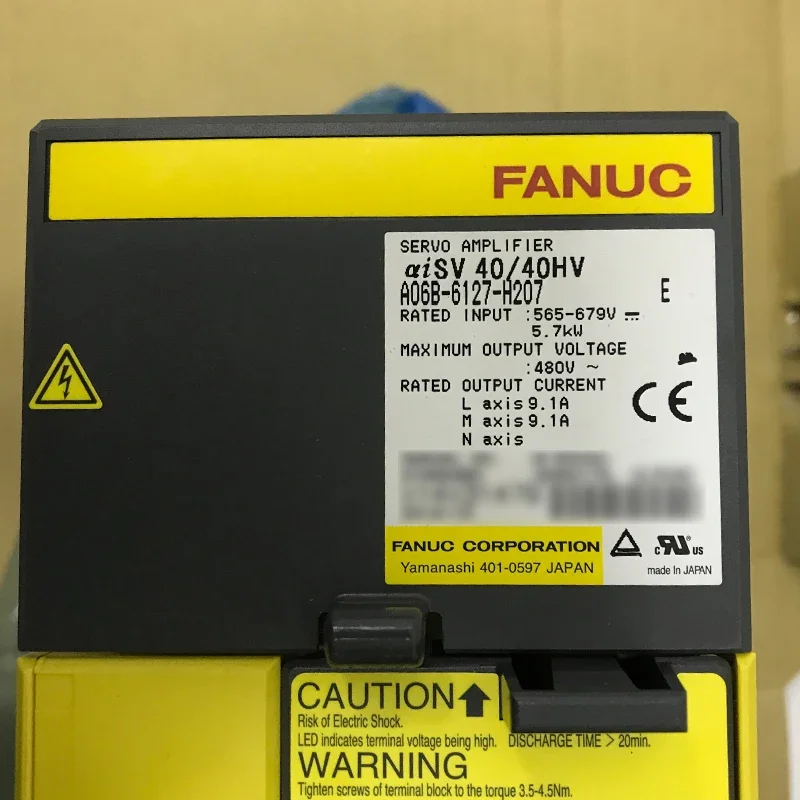 FANUC
SERVO AMPLIFIER
αiSV 40/40HV
A06B-6127-H207 E
RATED INPUT :565-679V ⎓
5.7kW
MAXIMUM OUTPUT VOLTAGE
:480V ~
RATED OUTPUT CURRENT
L axis 9.1A
M axis 9.1A
N axis
CE
FANUC CORPORATION
Yamanashi 401-0597 JAPAN
c RU US
made In JAPAN
CAUTION
Risk of Electric Shock.
LED indicates terminal voltage being high. DISCHARGE TIME > 20min.
WARNING
Tighten screws of terminal block to the torque 3.5-4.5Nm.